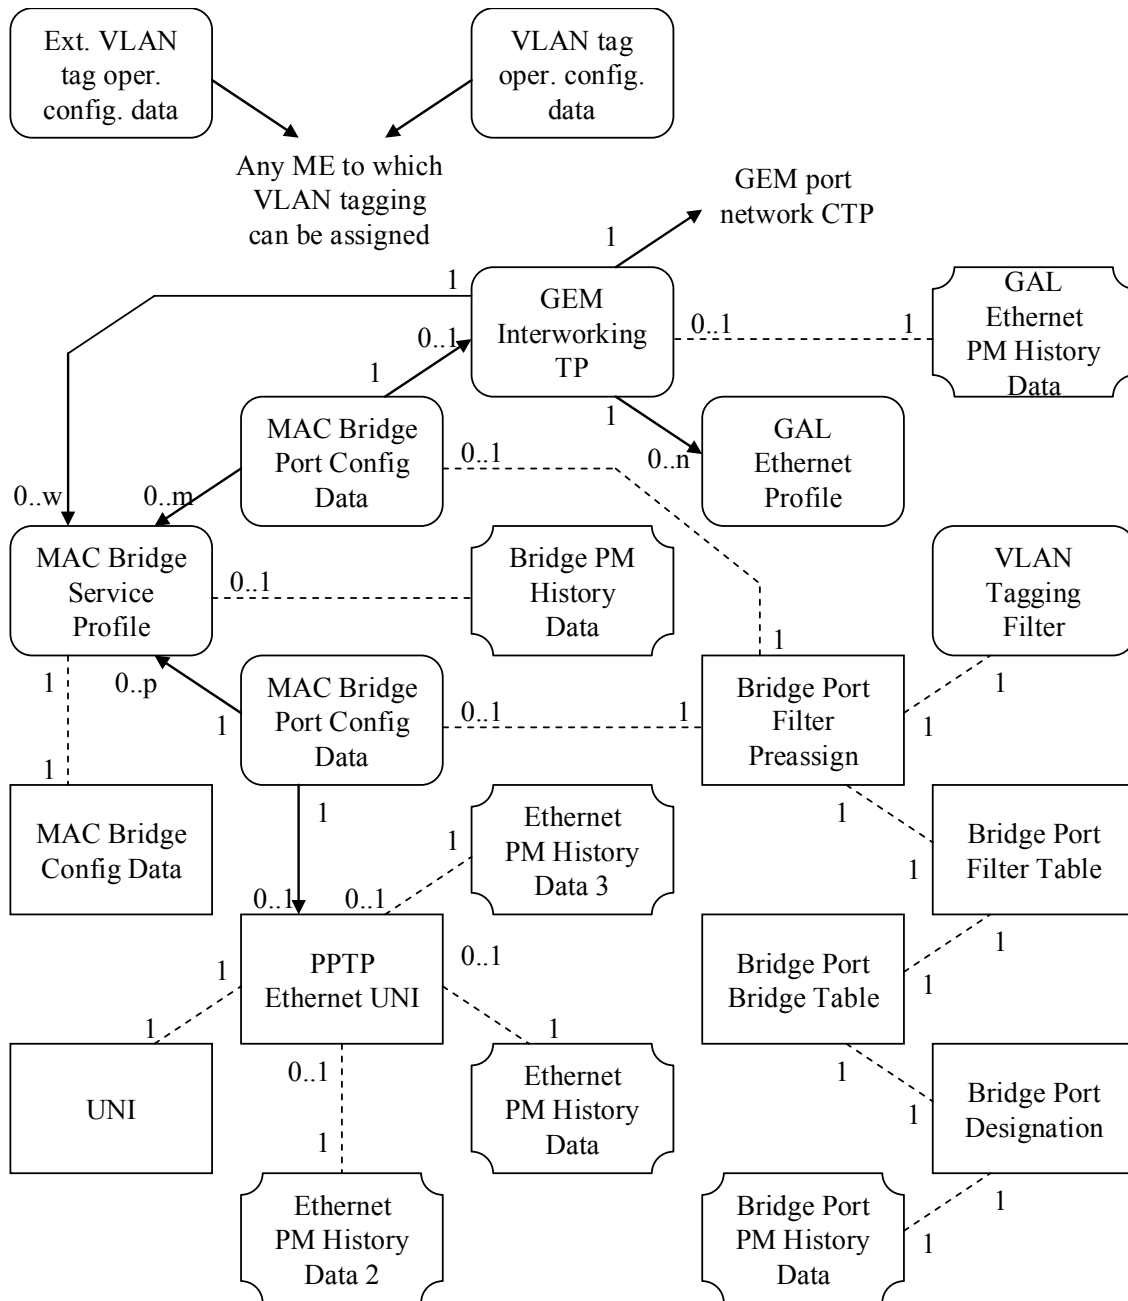 Ext. VLAN
tag oper.
config. data
VLAN tag
oper. config.
data
Any ME to which
VLAN tagging
can be assigned
GEM port
network CTP
1
1
GEM
Interworking
TP
0..1
1
0..1
1
GAL
Ethernet
PM History
Data
1
0..n
MAC Bridge
Port Config
Data
0..1
GAL
Ethernet
Profile
0..w
0..m
MAC Bridge
Service
Profile
0..1
Bridge PM
History
Data
VLAN
Tagging
Filter
1
1
0..p
1
MAC Bridge
Port Config
Data
0..1
1
Bridge Port
Filter
Preassign
1
1
1
MAC Bridge
Config Data
1
0..1
0..1
1
Ethernet
PM History
Data 3
1
1
Bridge Port
Filter Table
1
PPTP
Ethernet UNI
0..1
1
1
Bridge Port
Bridge Table
1
UNI
0..1
1
1
Ethernet
PM History
Data
1
1
Bridge Port
Designation
1
Ethernet
PM History
Data 2
Bridge Port
PM History
Data
1